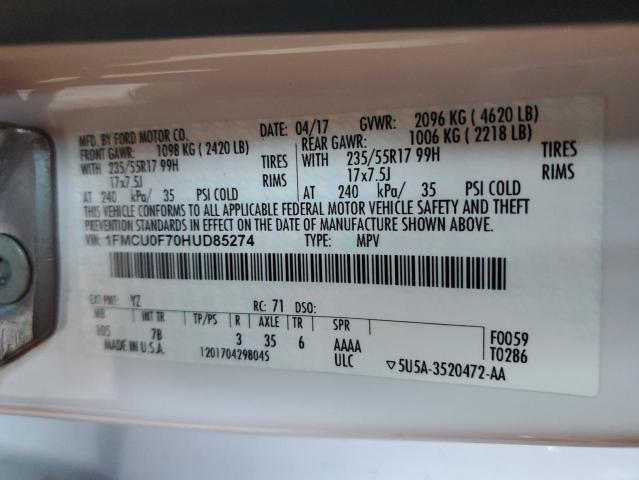 MFD. BY FORD MOTOR CO. DATE: 04/17 GVWR: 2096 KG ( 4620 LB)
FRONT GAWR: 1098 KG ( 2420 LB) REAR GAWR: 1006 KG ( 2218 LB)
WITH 235/55R17 99H TIRES WITH 235/55R17 99H TIRES
17x7.5J RIMS 17x7.5J RIMS
AT 240 kPa/ 35 PSI COLD AT 240 kPa/ 35 PSI COLD
THIS VEHICLE CONFORMS TO ALL APPLICABLE FEDERAL MOTOR VEHICLE SAFETY AND THEFT
PREVENTION STANDARDS IN EFFECT ON THE DATE OF MANUFACTURE SHOWN ABOVE.
VIN: 1FMCU0F70HUD85274 TYPE: MPV
EXT PNT: YZ RC: 71 DSO:
WB INT TR TP/PS R AXLE TR SPR
105 7B 3 35 6 AAAA F0059
MADE IN U.S.A. 1201704298045 ULC T0286
▽5U5A-3520472-AA